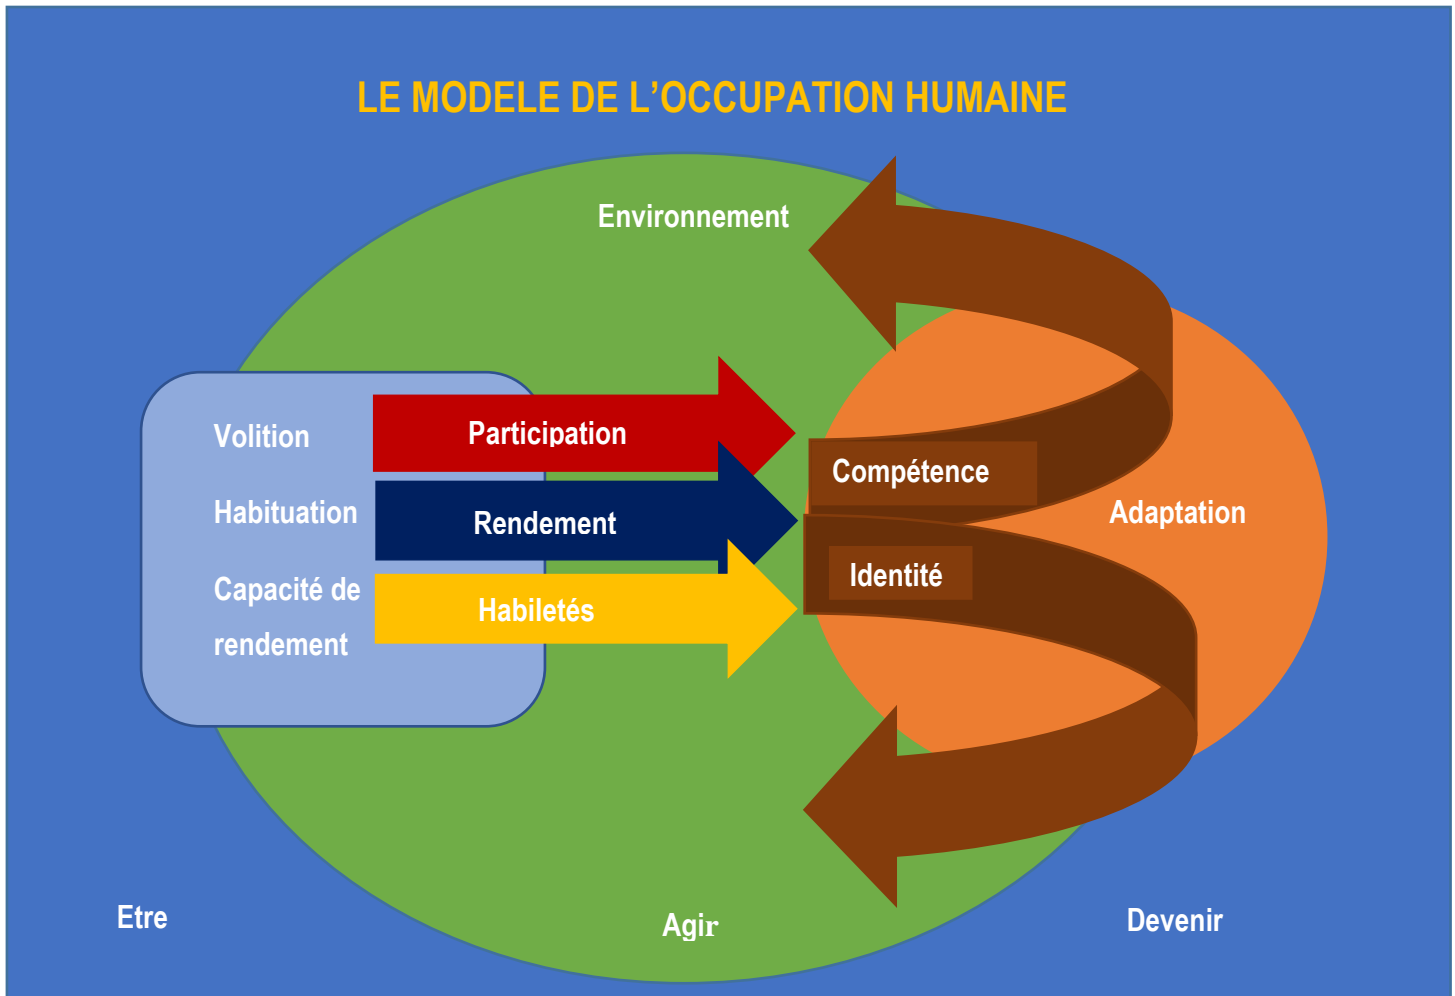 LE MODELE DE L’OCCUPATION HUMAINE
Environnement
Volition
Participation
Compétence
Habituation
Rendement
Adaptation
Capacité de
rendement
Habiletés
Identité
Etre
Agir
Devenir